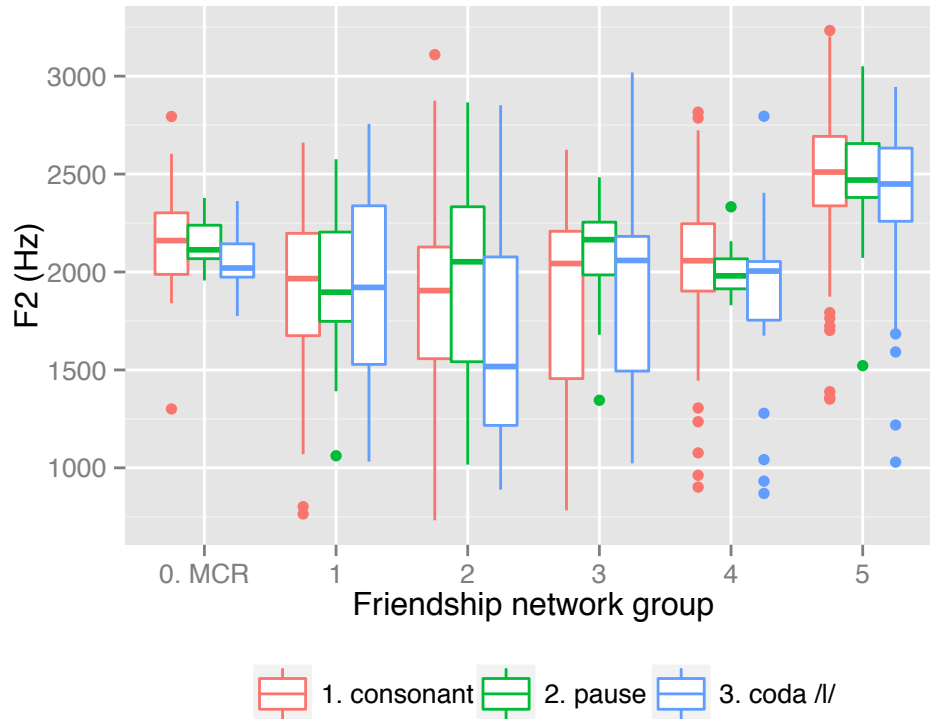 F2 (Hz)
3000
2500
2000
1500
1000
0. MCR 1 2 3 4 5
Friendship network group
1. consonant 2. pause 3. coda /l/